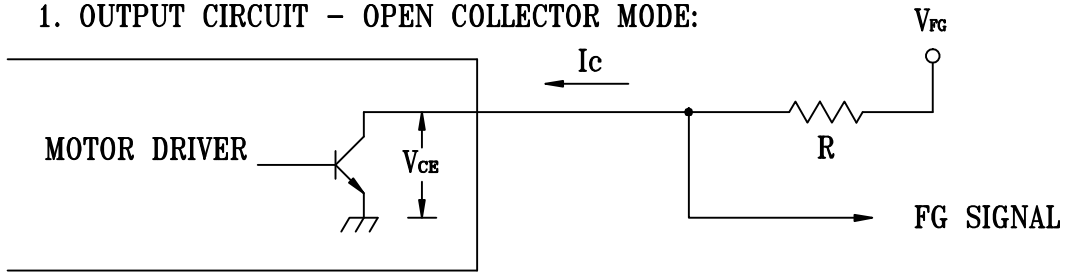 1. OUTPUT CIRCUIT - OPEN COLLECTOR MODE:
VFG
Ic
MOTOR DRIVER
VCE
R
FG SIGNAL